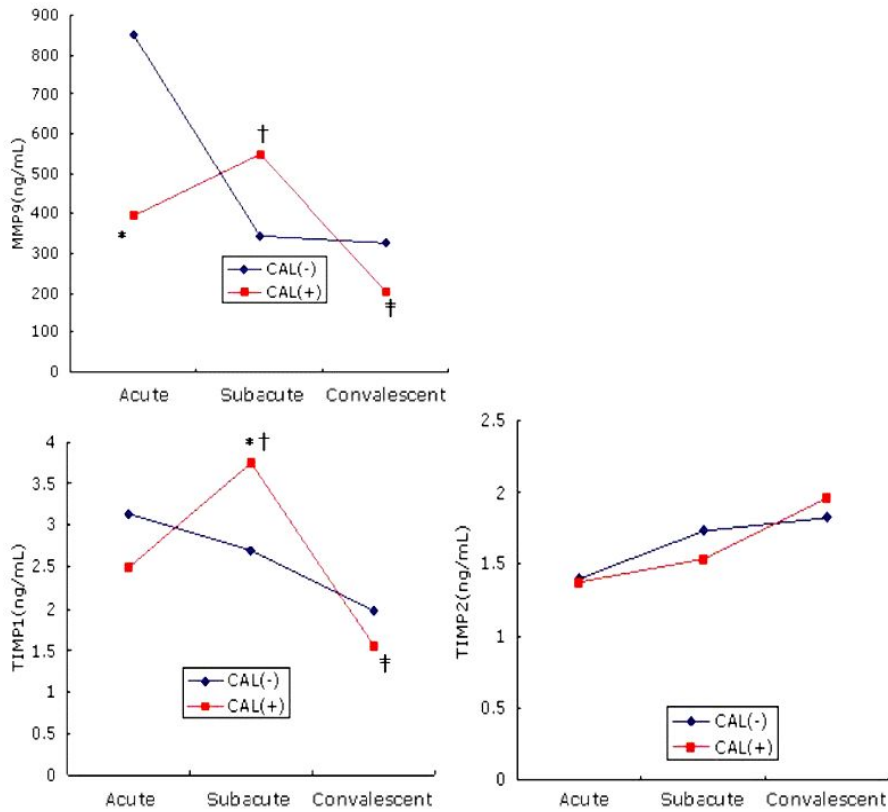 MMP9(ng/mL)
900
800
700
600
500
400
300
200
100
0
*
†
‡
CAL(-)
CAL(+)
Acute Subacute Convalescent
TIMP1(ng/mL)
4
3.5
3
2.5
2
1.5
1
0.5
0
*†
‡
CAL(-)
CAL(+)
Acute Subacute Convalescent
TIMP2(ng/mL)
2.5
2
1.5
1
0.5
0
CAL(-)
CAL(+)
Acute Subacute Convalescent